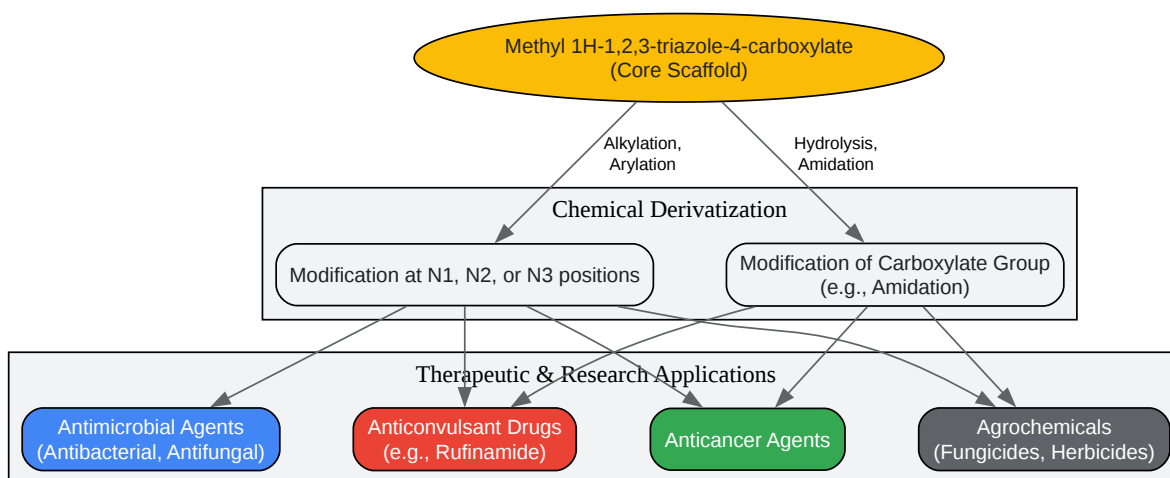 Methyl 1H-1,2,3-triazole-4-carboxylate
(Core Scaffold)
Alkylation,
Arylation
Hydrolysis,
Amidation
Chemical Derivatization
Modification at N1, N2, or N3 positions
Modification of Carboxylate Group
(e.g., Amidation)
Therapeutic & Research Applications
Antimicrobial Agents
(Antibacterial, Antifungal)
Anticonvulsant Drugs
(e.g., Rufinamide)
Anticancer Agents
Agrochemicals
(Fungicides, Herbicides)